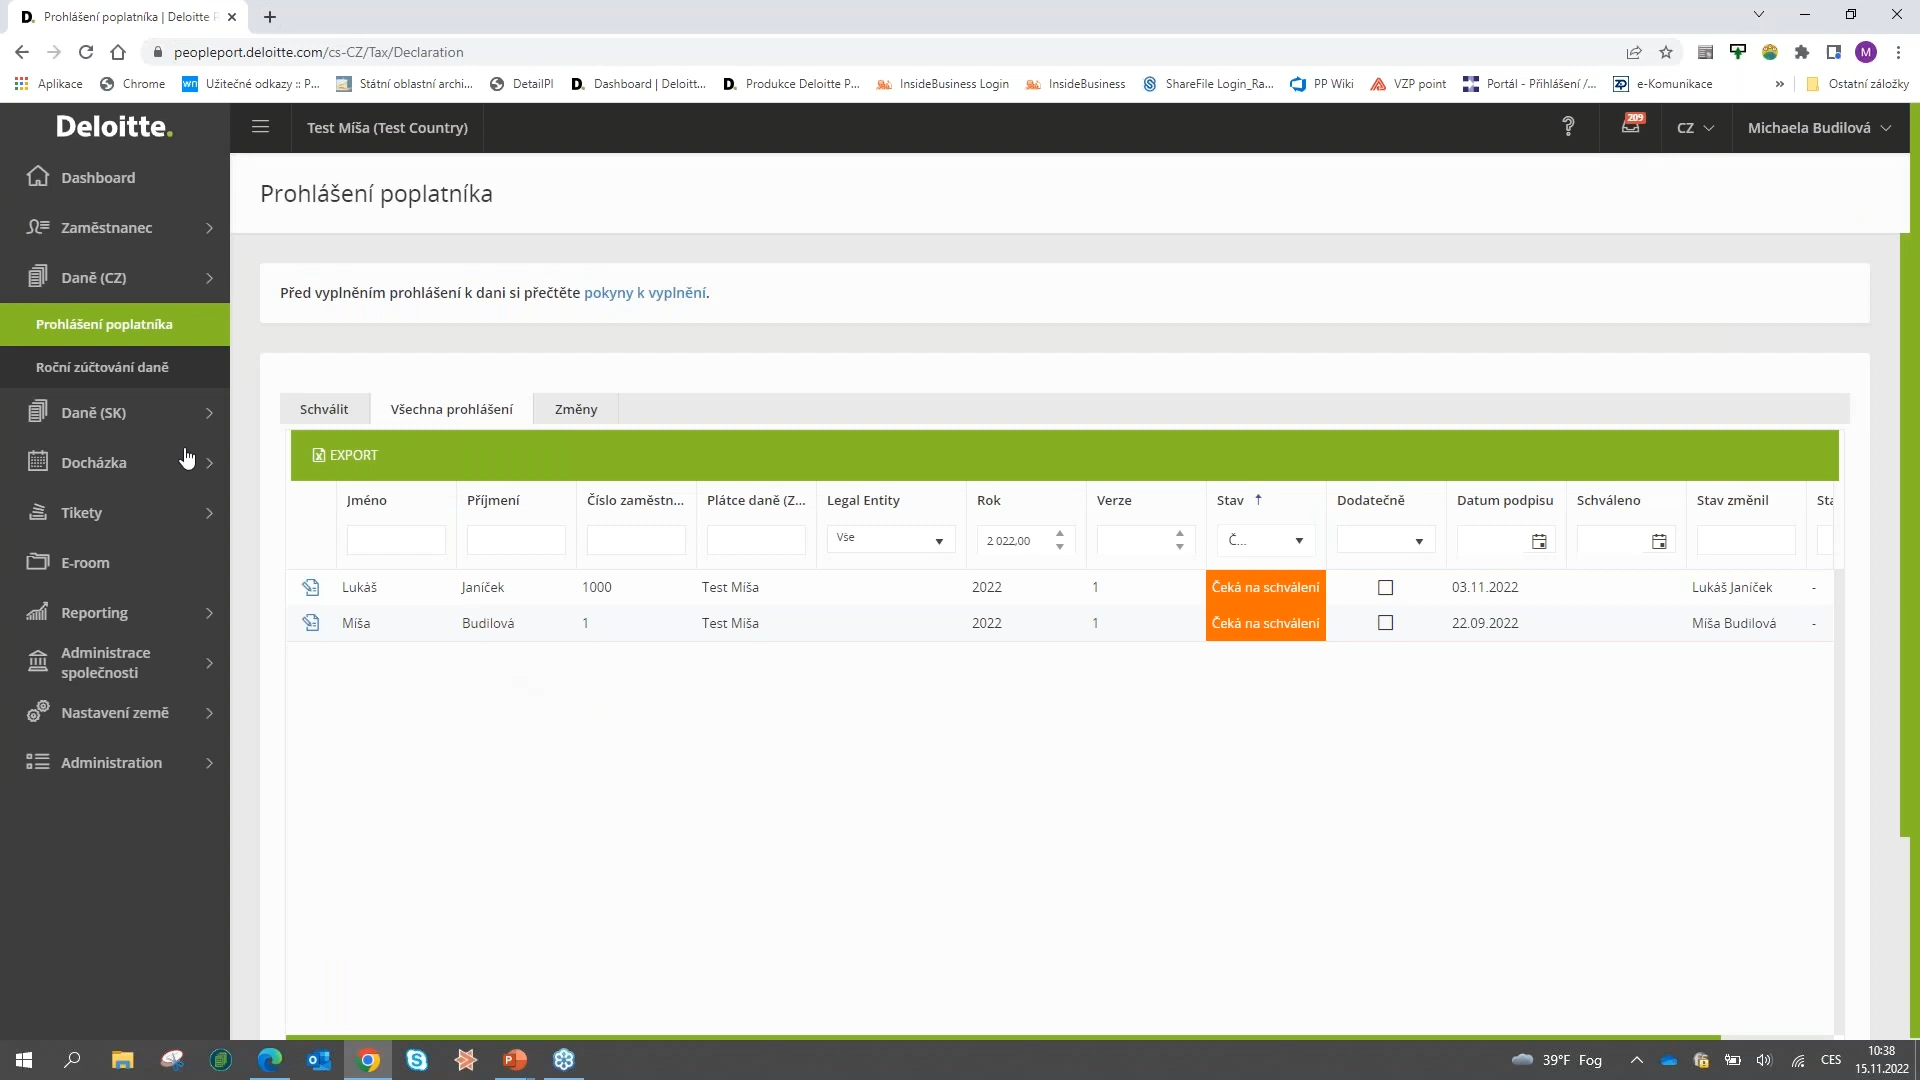 D. Prohlášení poplatníka | Deloitte
peopleport.deloitte.com/cs-CZ/Tax/Declaration
M
Aplikace Chrome Užitečné odkazy :: P... Státní oblastní archi... DetailPI Dashboard | Deloitt... Produkce Deloitte P... InsideBusiness Login InsideBusiness ShareFile Login_Ra... PP Wiki VZP point Portál - Přihlášení /... e-Komunikace » Ostatní záložky
Deloitte.
Test Míša (Test Country)
?
209
CZ
Michaela Budilová
Dashboard
Zaměstnanec
Daně (CZ)
Prohlášení poplatníka
Roční zúčtování daně
Daně (SK)
Docházka
Tikety
E-room
Reporting
Administrace
společnosti
Nastavení země
Administration
Prohlášení poplatníka
Před vyplněním prohlášení k dani si přečtěte pokyny k vyplnění.
Schválit Všechna prohlášení Změny
EXPORT
Jméno Příjmení Číslo zaměstn... Plátce daně (Z... Legal Entity Rok Verze Stav ↑ Dodatečně Datum podpisu Schváleno Stav změnil Sta
Vše 2 022,00 Č...
Lukáš Janíček 1000 Test Míša 2022 1 Čeká na schválení 03.11.2022 Lukáš Janíček -
Míša Budilová 1 Test Míša 2022 1 Čeká na schválení 22.09.2022 Míša Budilová -
39°F Fog
CES
10:38
15.11.2022